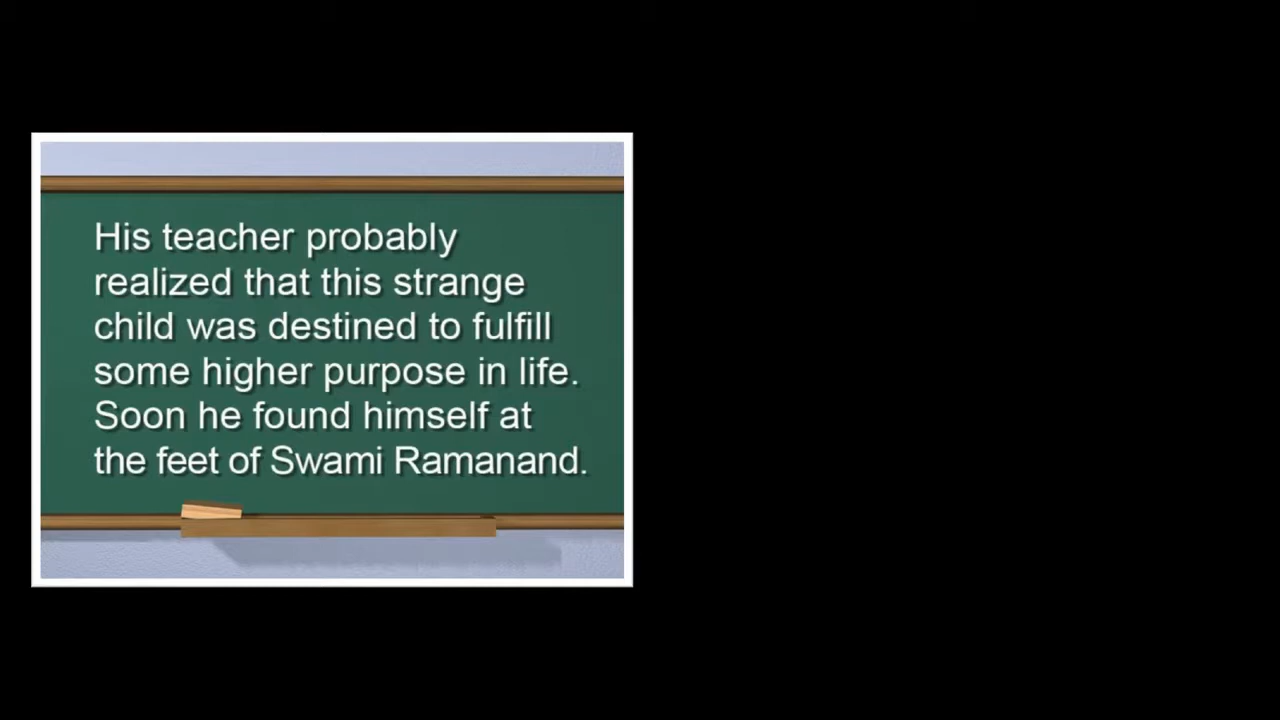 His teacher probably
realized that this strange
child was destined to fulfill
some higher purpose in life.
Soon he found himself at
the feet of Swami Ramanand.